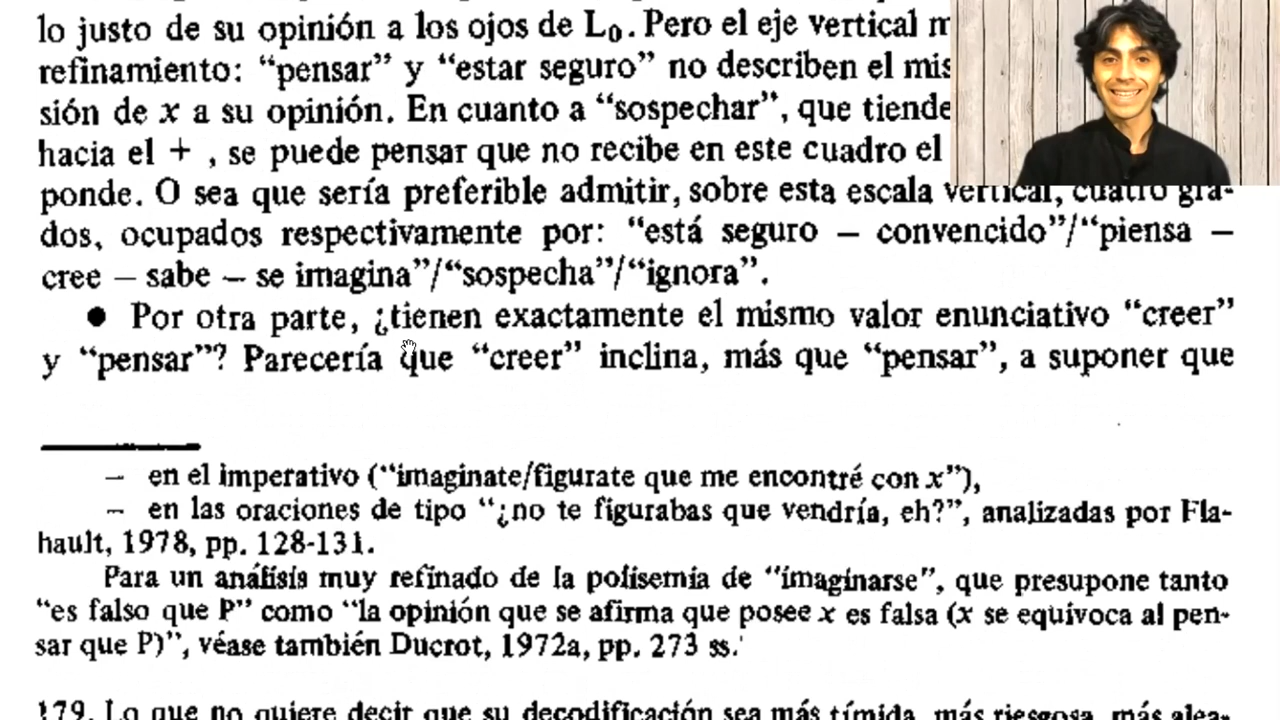 lo justo de su opinión a los ojos de L₀. Pero el eje vertical
refinamiento: “pensar” y “estar seguro” no describen el
sión de x a su opinión. En cuanto a “sospechar”, que tiende
hacia el + , se puede pensar que no recibe en este cuadro el
ponde. O sea que sería preferible admitir, sobre esta escala vertical, cuatro gra-
dos, ocupados respectivamente por: “está seguro — convencido”/“piensa —
cree — sabe — se imagina”/“sospecha”/“ignora”.
● Por otra parte, ¿tienen exactamente el mismo valor enunciativo “creer”
y “pensar”? Parecería que “creer” inclina, más que “pensar”, a suponer que
— en el imperativo (“imaginate/figurate que me encontré con x”),
— en las oraciones de tipo “¿no te figurabas que vendría, eh?”, analizadas por Fla-
hault, 1978, pp. 128-131.
Para un análisis muy refinado de la polisemia de “imaginarse”, que presupone tanto
“es falso que P” como “la opinión que se afirma que posee x es falsa (x se equivoca al pen-
sar que P)”, véase también Ducrot, 1972a, pp. 273 ss.
179. Lo que no quiere decir que su decodificación sea más tímida, más riesgosa, más alea-